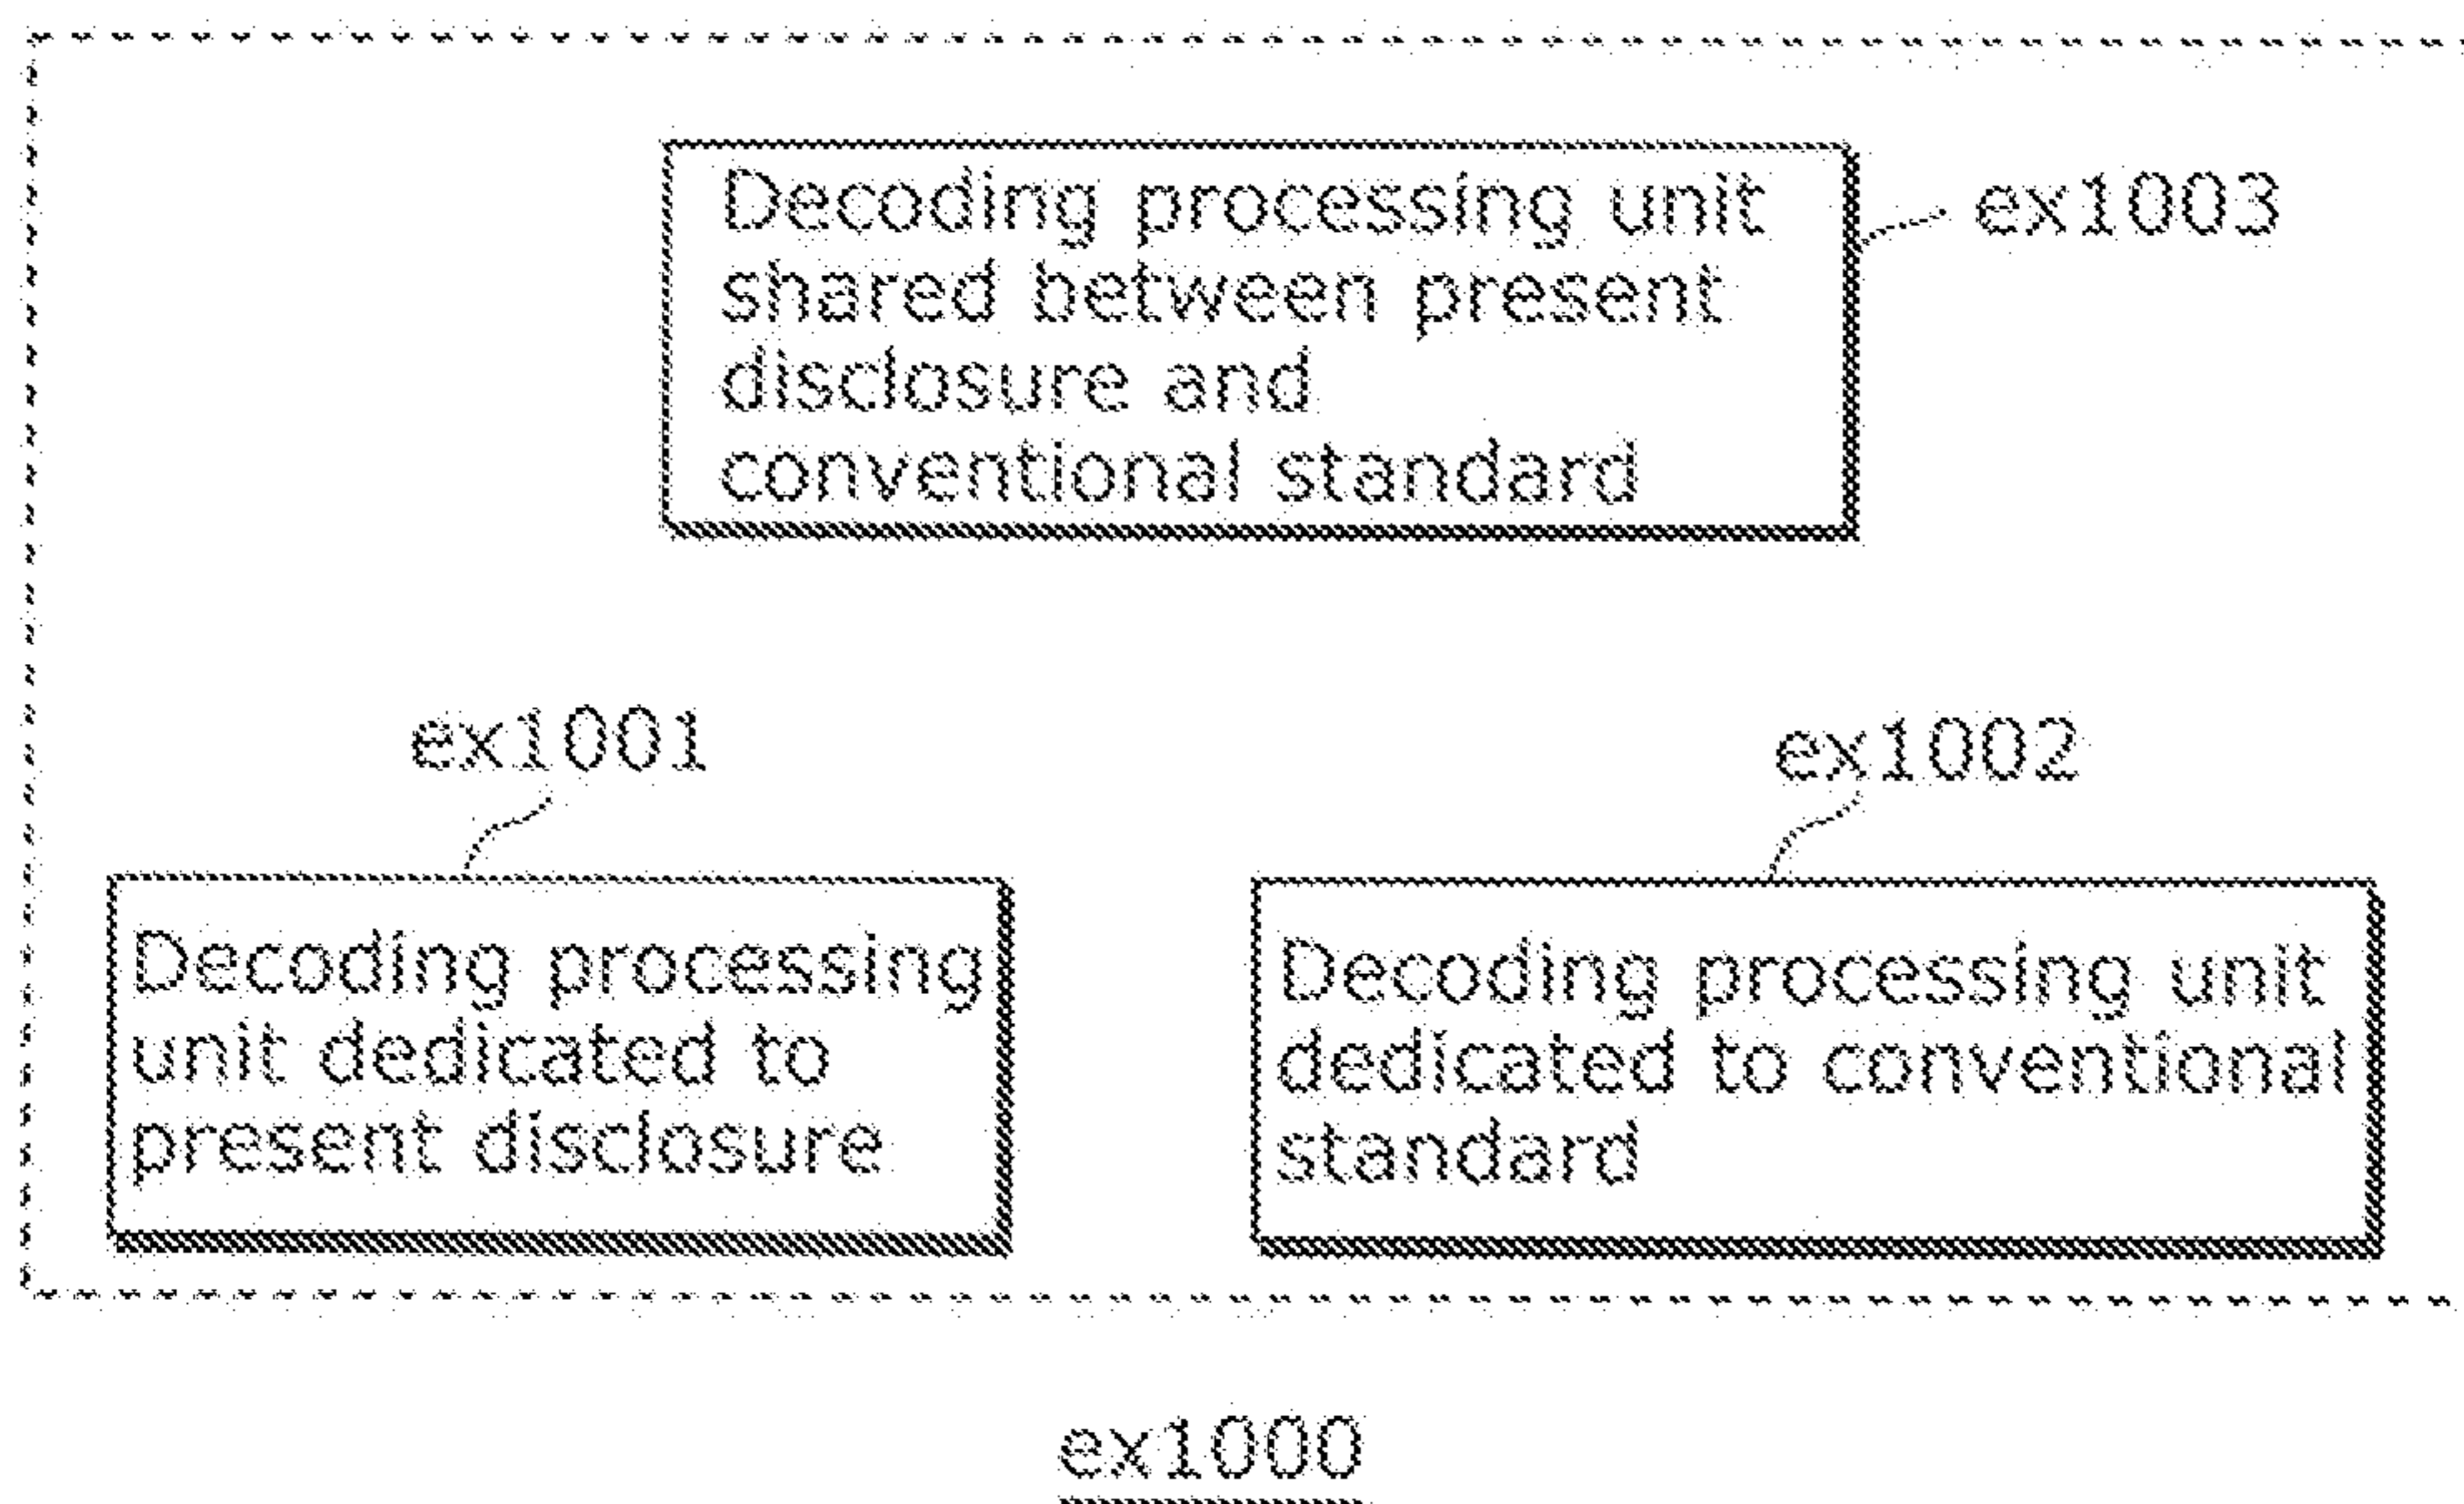 Decoding processing unit
shared between present
disclosure and
conventional standard
ex1003
ex1001
ex1002
Decoding processing
unit dedicated to
present disclosure
Decoding processing unit
dedicated to conventional
standard
ex1000